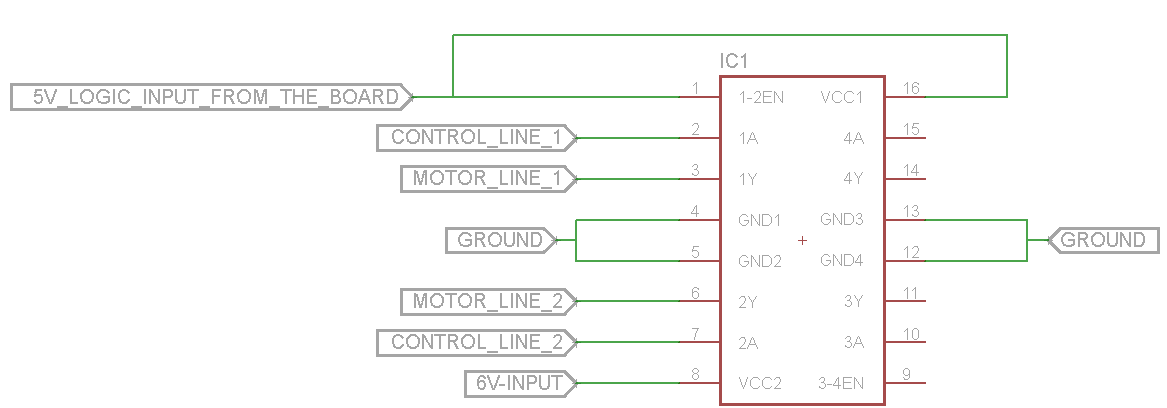 IC1
5V_LOGIC_INPUT_FROM_THE_BOARD 1 1-2EN VCC1 16
CONTROL_LINE_1 2 1A 4A 15
MOTOR_LINE_1 3 1Y 4Y 14
4 GND1 GND3 13
GROUND GROUND
5 GND2 GND4 12
MOTOR_LINE_2 6 2Y 3Y 11
CONTROL_LINE_2 7 2A 3A 10
6V-INPUT 8 VCC2 3-4EN 9